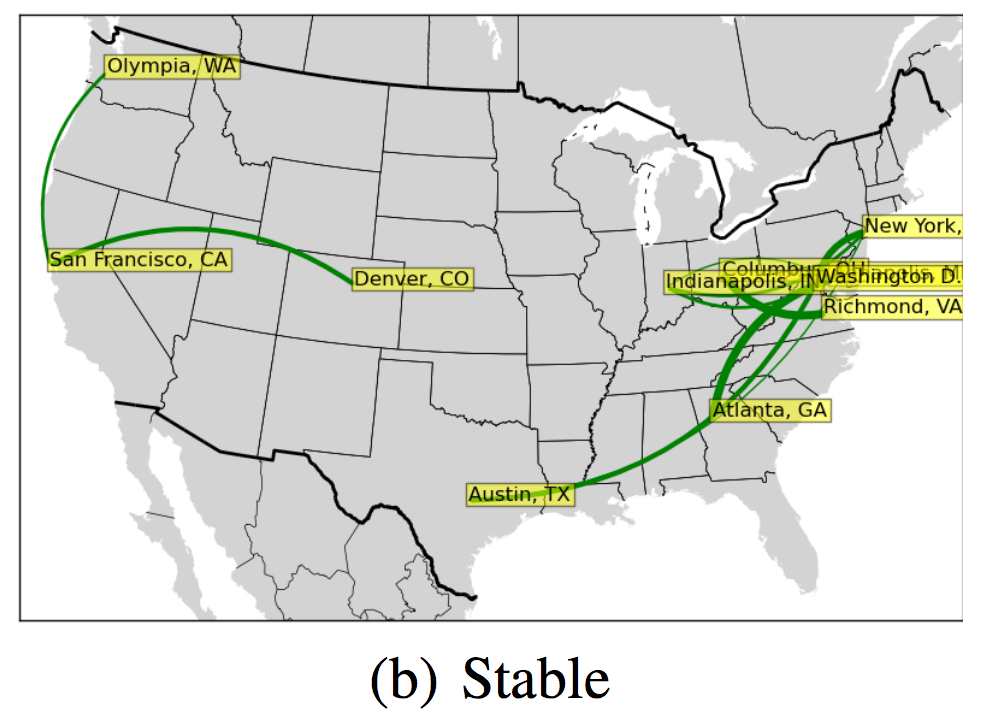 Olympia, WA
New York,
San Francisco, CA
Denver, CO
Columbus, OH
Indianapolis, IN
Washington D.
Richmond, VA
Atlanta, GA
Austin, TX
(b) Stable